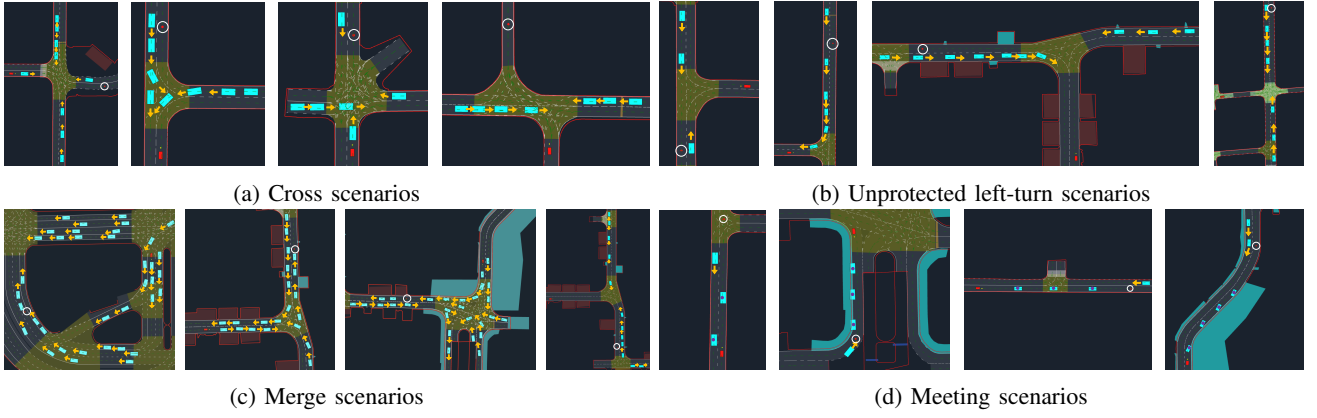 (a) Cross scenarios
(b) Unprotected left-turn scenarios
(c) Merge scenarios
(d) Meeting scenarios